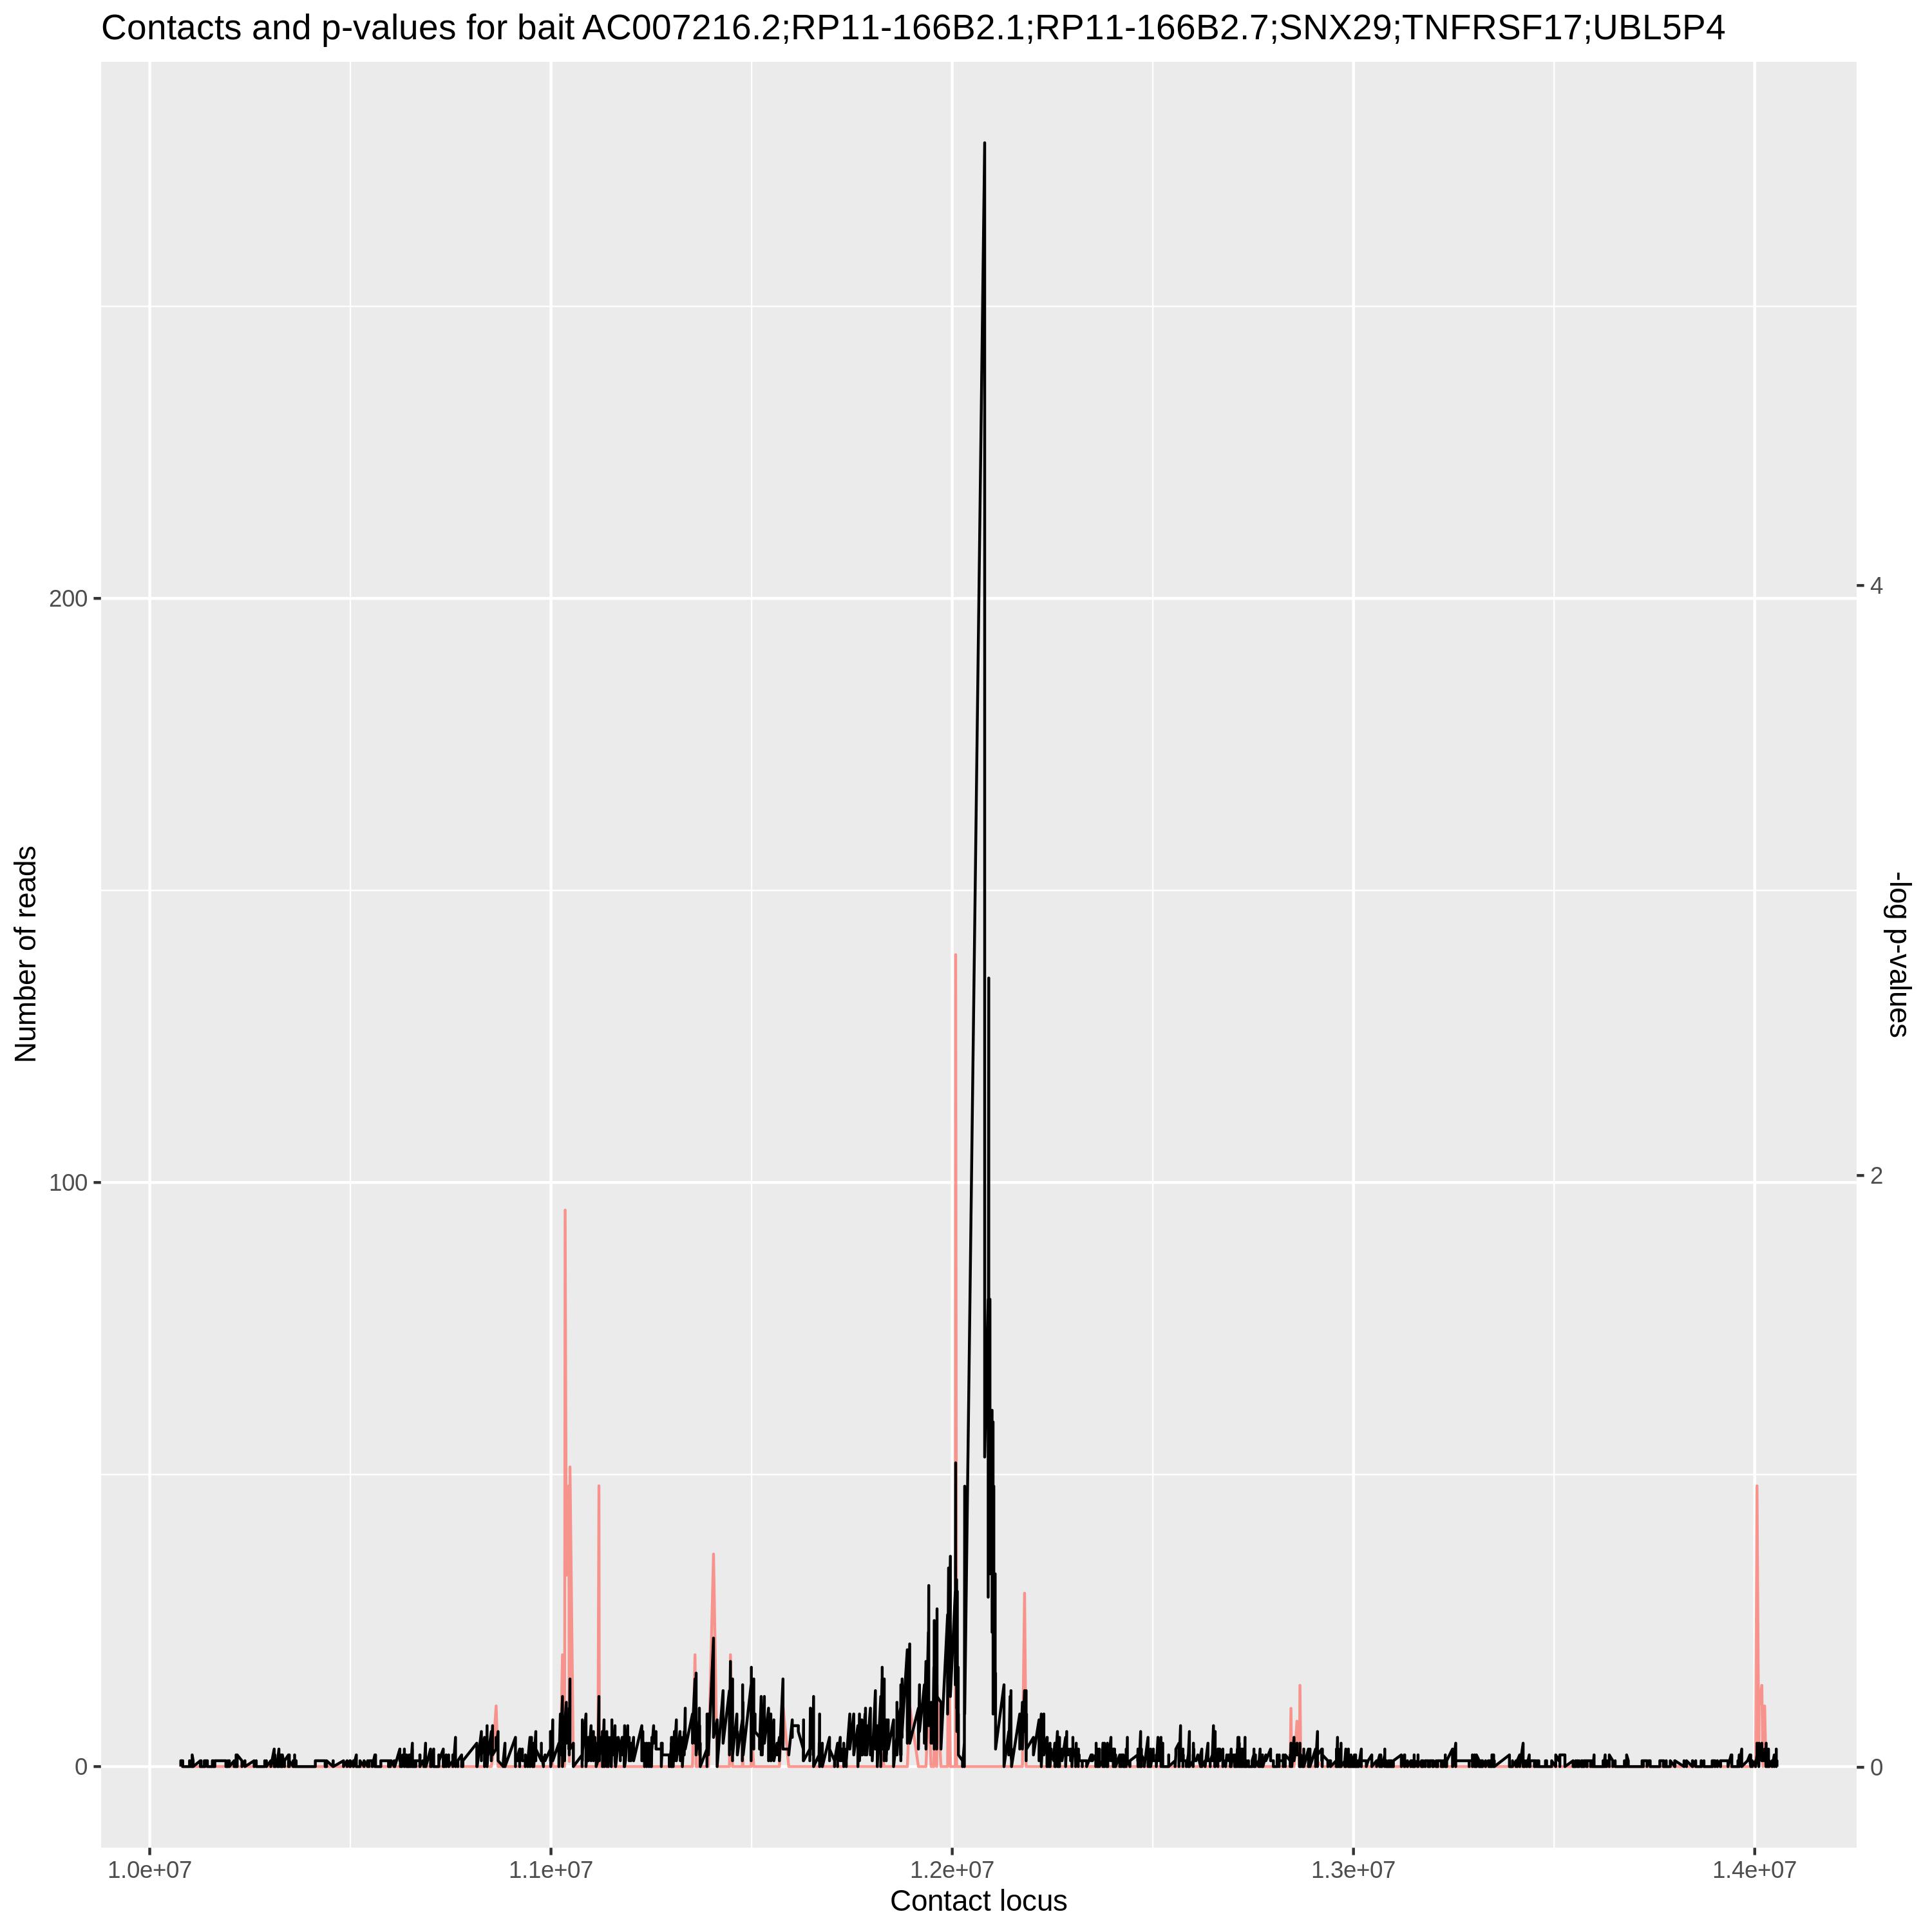 Contacts and p-values for bait AC007216.2;RP11-166B2.1;RP11-166B2.7;SNX29;TNFRSF17;UBL5P4
200
100
0
Number of reads
4
2
0
-log p-values
1.0e+07
1.1e+07
1.2e+07
1.3e+07
1.4e+07
Contact locus